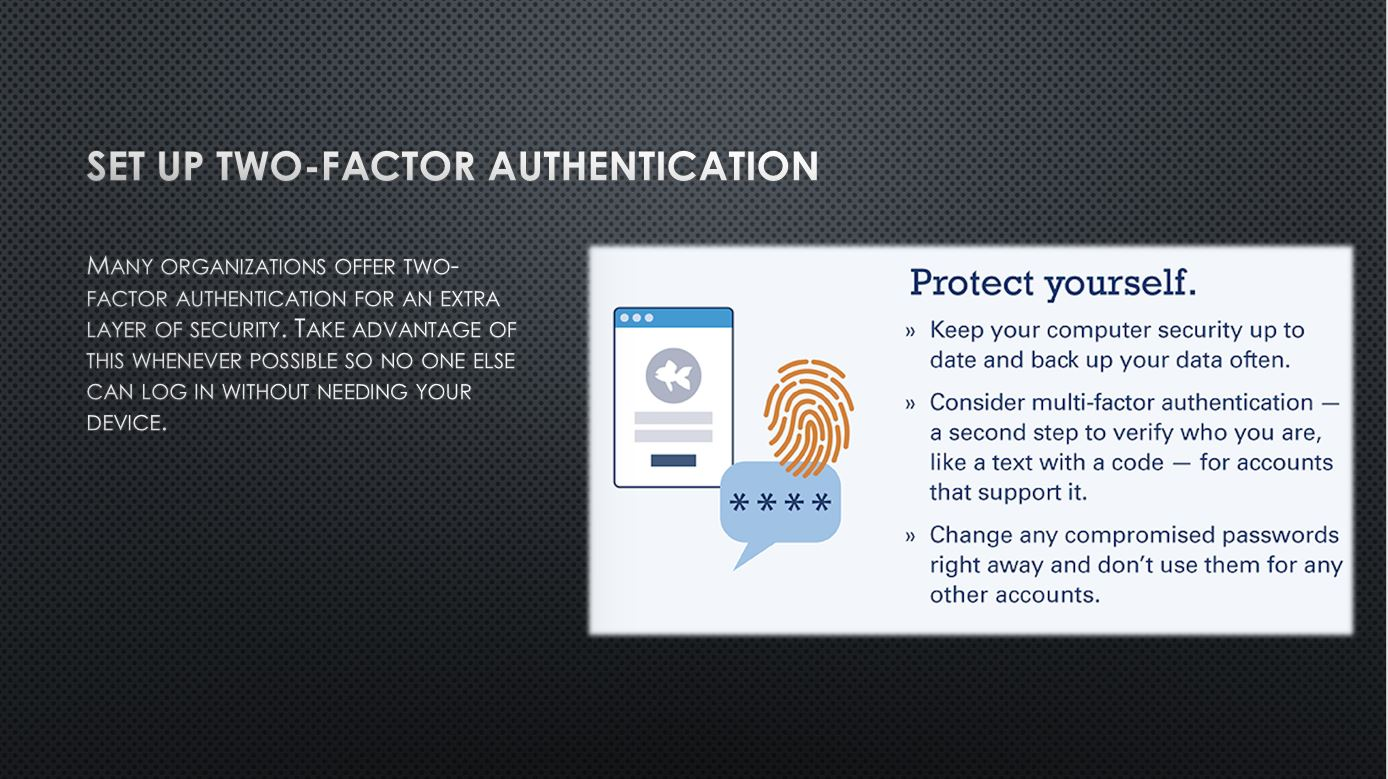 SET UP TWO-FACTOR AUTHENTICATION
MANY ORGANIZATIONS OFFER TWO-
FACTOR AUTHENTICATION FOR AN EXTRA
LAYER OF SECURITY. TAKE ADVANTAGE OF
THIS WHENEVER POSSIBLE SO NO ONE ELSE
CAN LOG IN WITHOUT NEEDING YOUR
DEVICE.
Protect yourself.
» Keep your computer security up to
date and back up your data often.
» Consider multi-factor authentication —
a second step to verify who you are,
like a text with a code — for accounts
that support it.
» Change any compromised passwords
right away and don’t use them for any
other accounts.
****